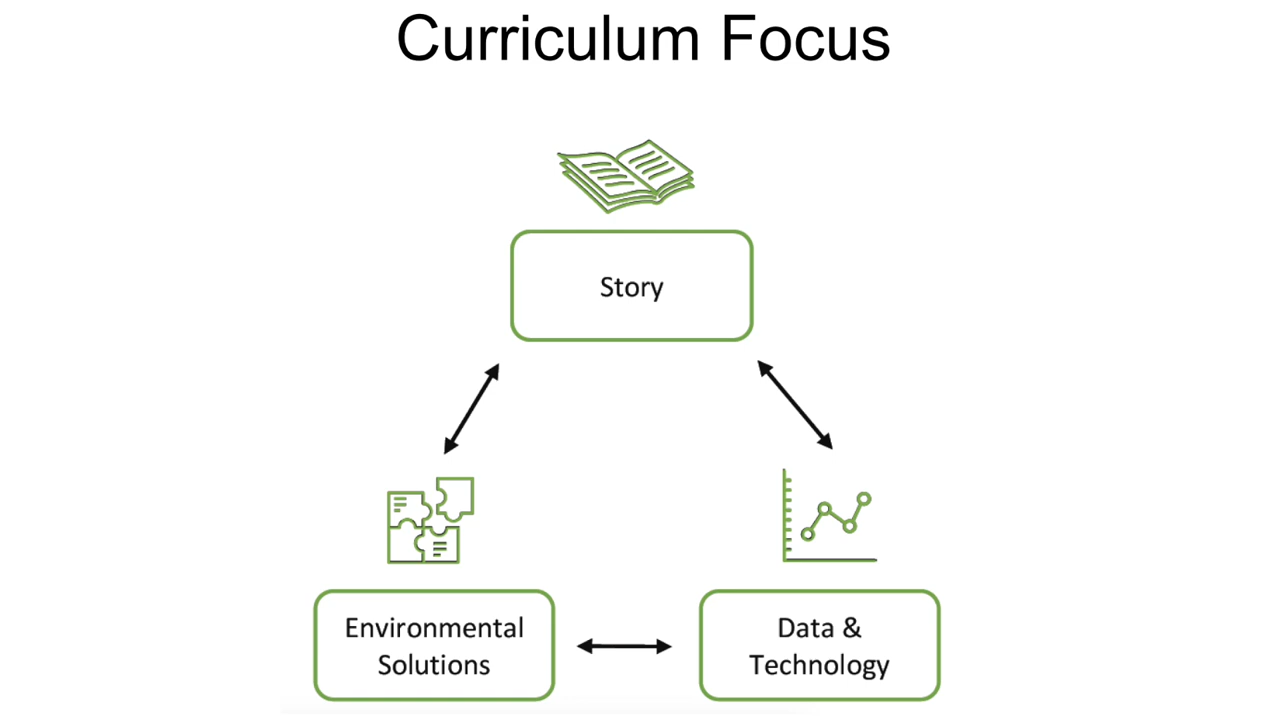 Curriculum Focus
Story
Environmental
Solutions
Data &
Technology